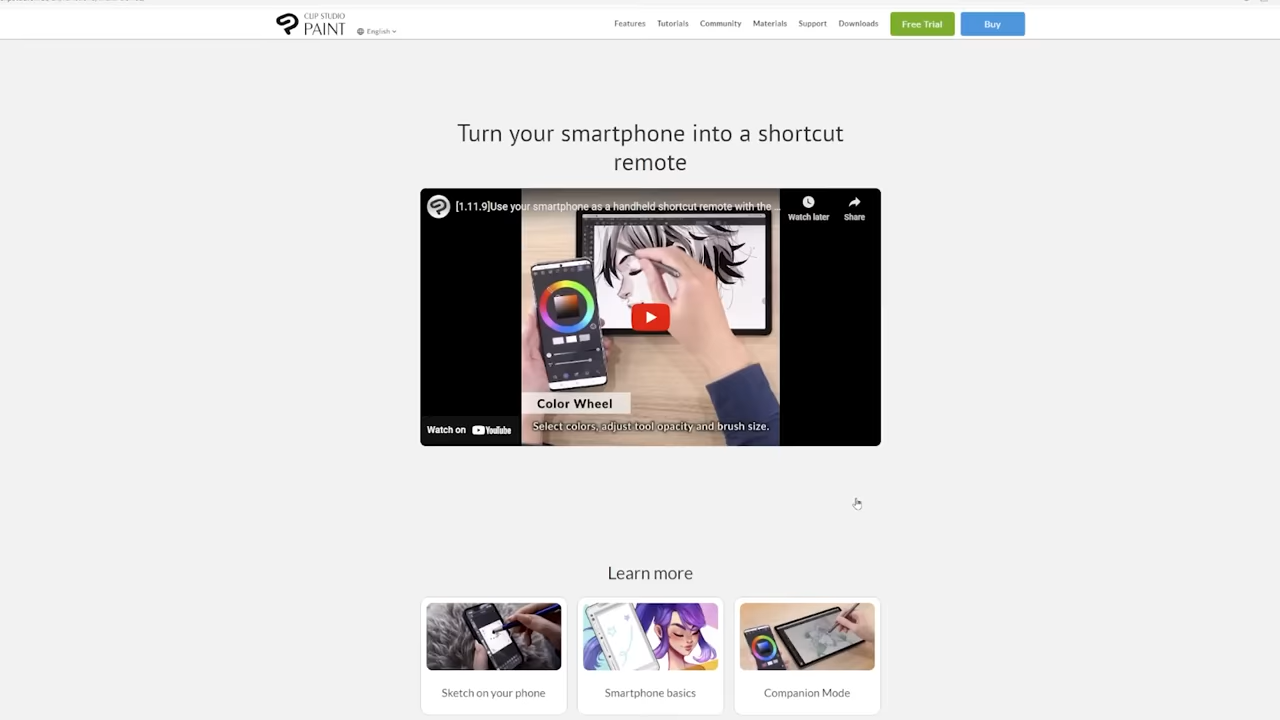 CLIP STUDIO
PAINT
English
Features
Tutorials
Community
Materials
Support
Downloads
Free Trial
Buy
Turn your smartphone into a shortcut
remote
[1.11.9]Use your smartphone as a handheld shortcut remote with the ...
Watch later
Share
Color Wheel
Select colors, adjust tool opacity and brush size.
Watch on YouTube
Learn more
Sketch on your phone
Smartphone basics
Companion Mode